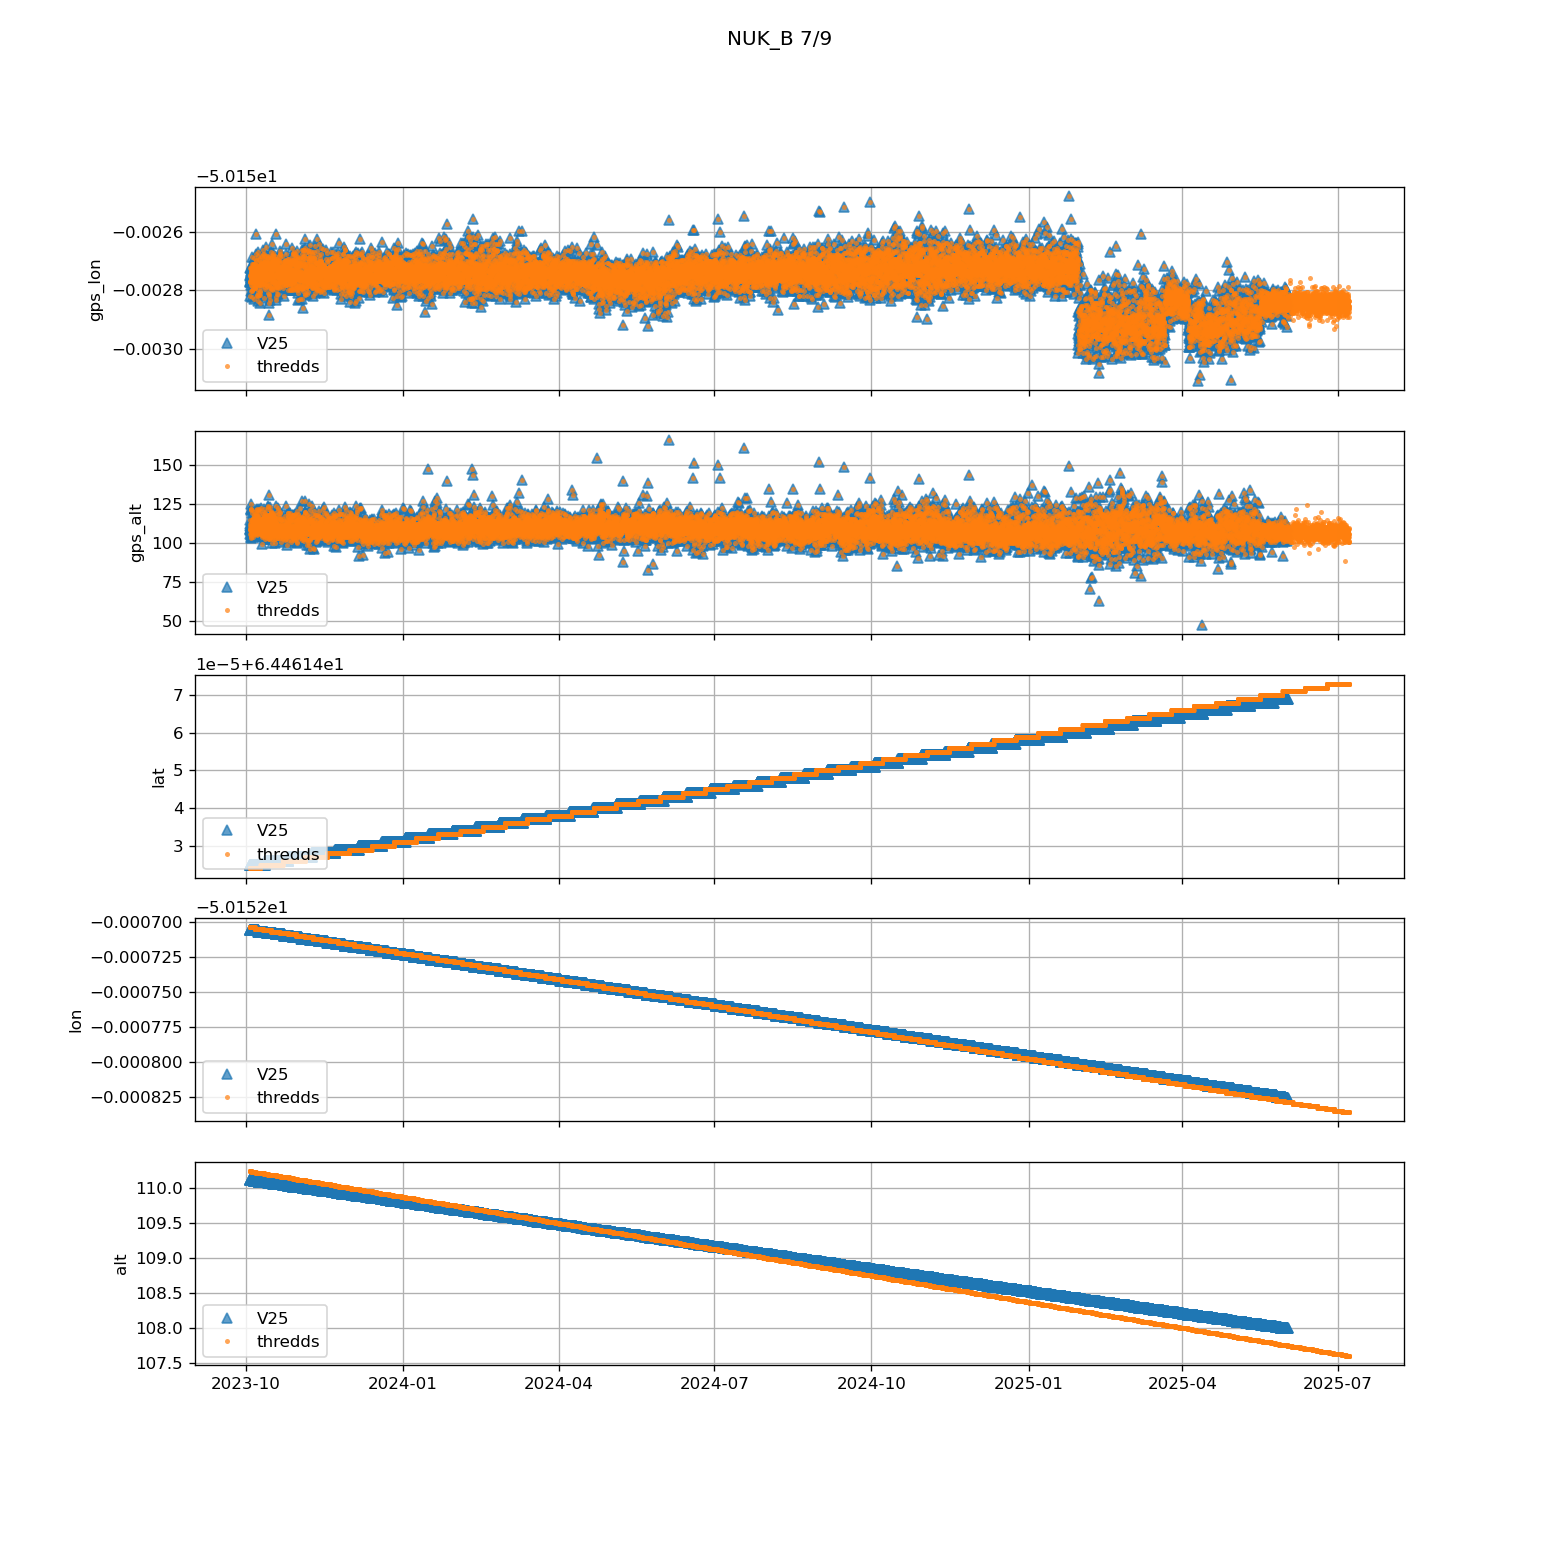 NUK_B 7/9
−5.015e1
−0.0026
−0.0028
−0.0030
gps_lon
V25
thredds
150
125
100
75
50
gps_alt
V25
thredds
1e−5+6.44614e1
7
6
5
4
3
lat
V25
thredds
−5.0152e1
−0.000700
−0.000725
−0.000750
−0.000775
−0.000800
−0.000825
lon
V25
thredds
110.0
109.5
109.0
108.5
108.0
107.5
alt
V25
thredds
2023-10 2024-01 2024-04 2024-07 2024-10 2025-01 2025-04 2025-07